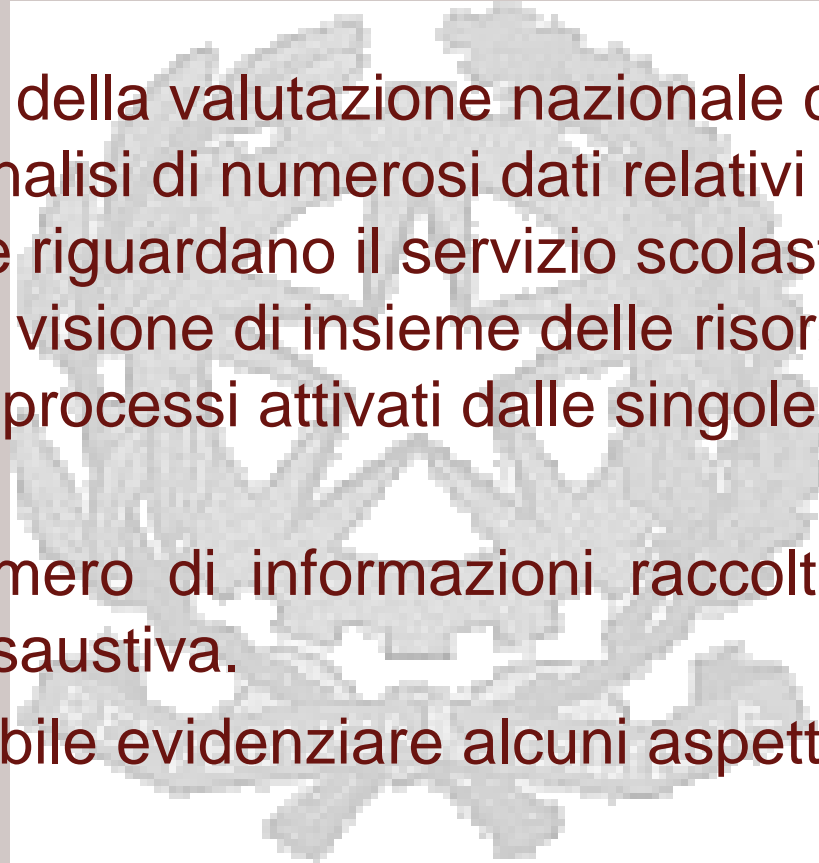 della valutazione nazionale
nalisi di numerosi dati relativi
e riguardano il servizio scolast
visione di insieme delle risor
processi attivati dalle singole
mero di informazioni raccolt
saustiva.
bile evidenziare alcuni aspett